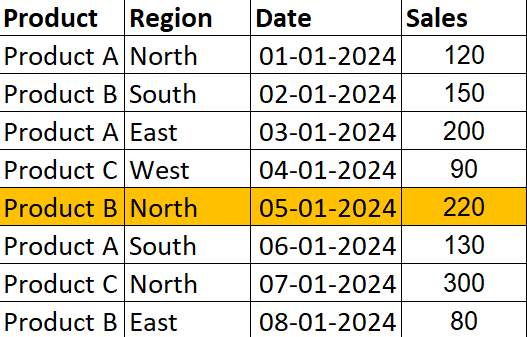 Product Region Date Sales
Product A North 01-01-2024 120
Product B South 02-01-2024 150
Product A East 03-01-2024 200
Product C West 04-01-2024 90
Product B North 05-01-2024 220
Product A South 06-01-2024 130
Product C North 07-01-2024 300
Product B East 08-01-2024 80